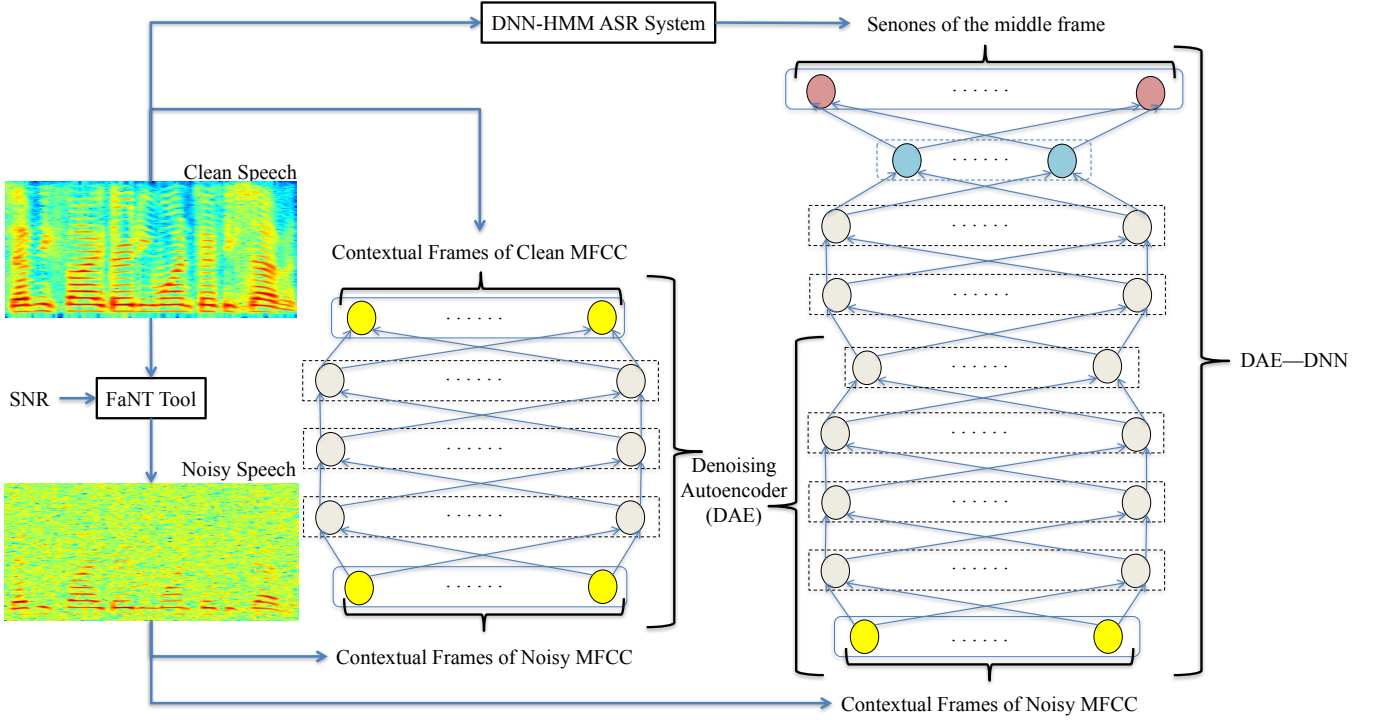 DNN-HMM ASR System
Senones of the middle frame
. . . . . .
. . . . . .
Clean Speech
. . . . . .
Contextual Frames of Clean MFCC
. . . . . .
. . . . . .
. . . . . .
DAE—DNN
. . . . . .
SNR
FaNT Tool
. . . . . .
. . . . . .
Noisy Speech
Denoising
Autoencoder
(DAE)
. . . . . .
. . . . . .
. . . . . .
. . . . . .
. . . . . .
Contextual Frames of Noisy MFCC
Contextual Frames of Noisy MFCC